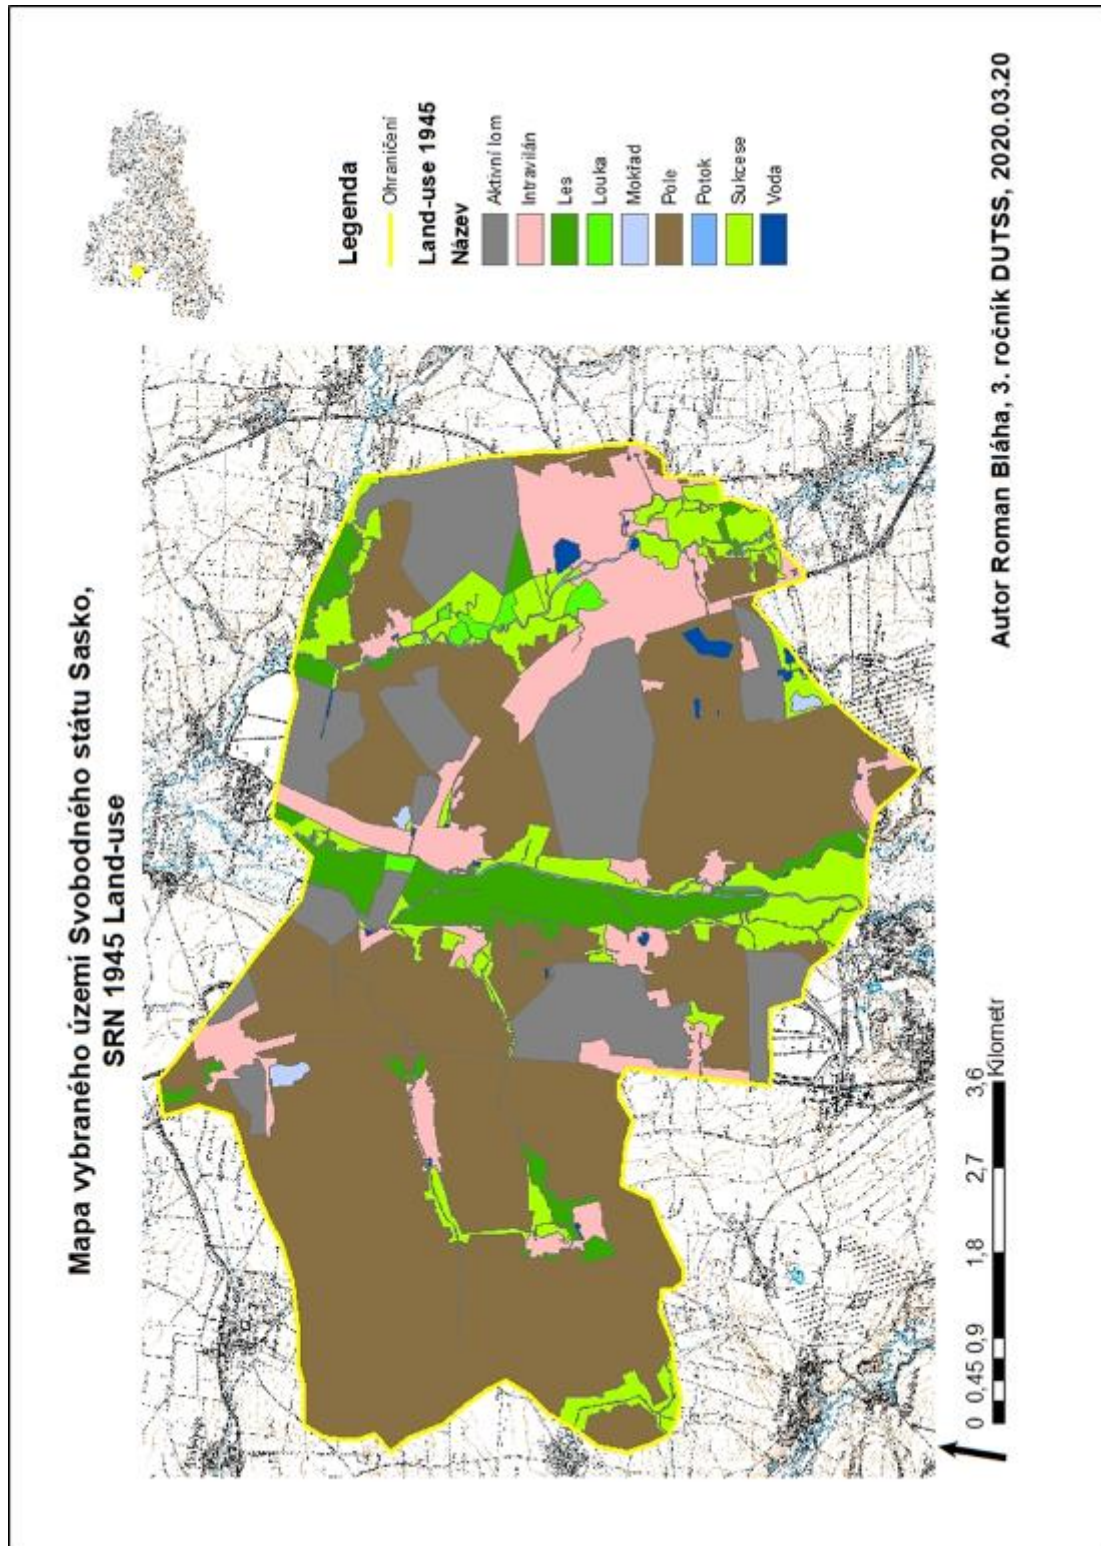 Mapa vybraného území Svobodného státu Sasko,
SRN 1945 Land-use
Legenda
Ohraničení
Land-use 1945
Název
Aktivní lom
Intravilán
Les
Louka
Mokřad
Pole
Potok
Sukcese
Voda
0 0,45 0,9 1,8 2,7 3,6
Kilometr
Autor Roman Bláha, 3. ročník DUTSS, 2020.03.20